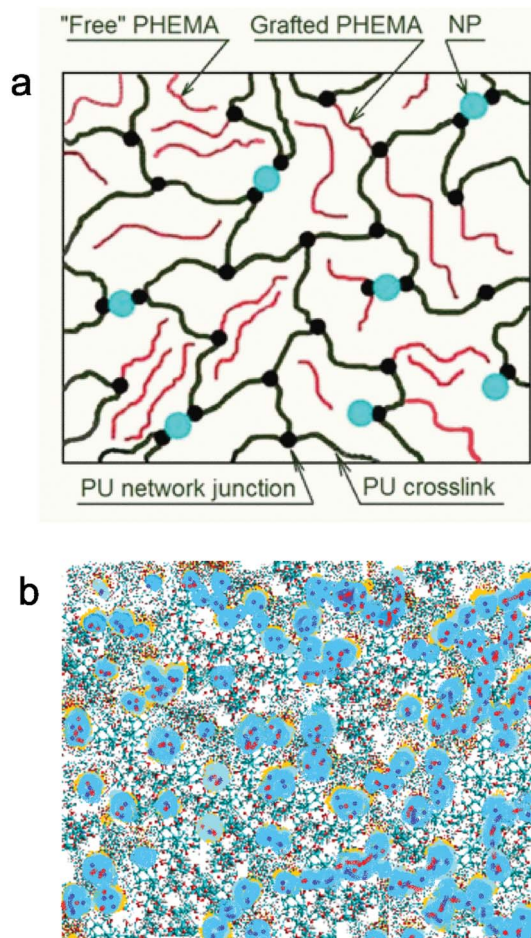 "Free" PHEMA Grafted PHEMA NP
a
PU network junction PU crosslink
b